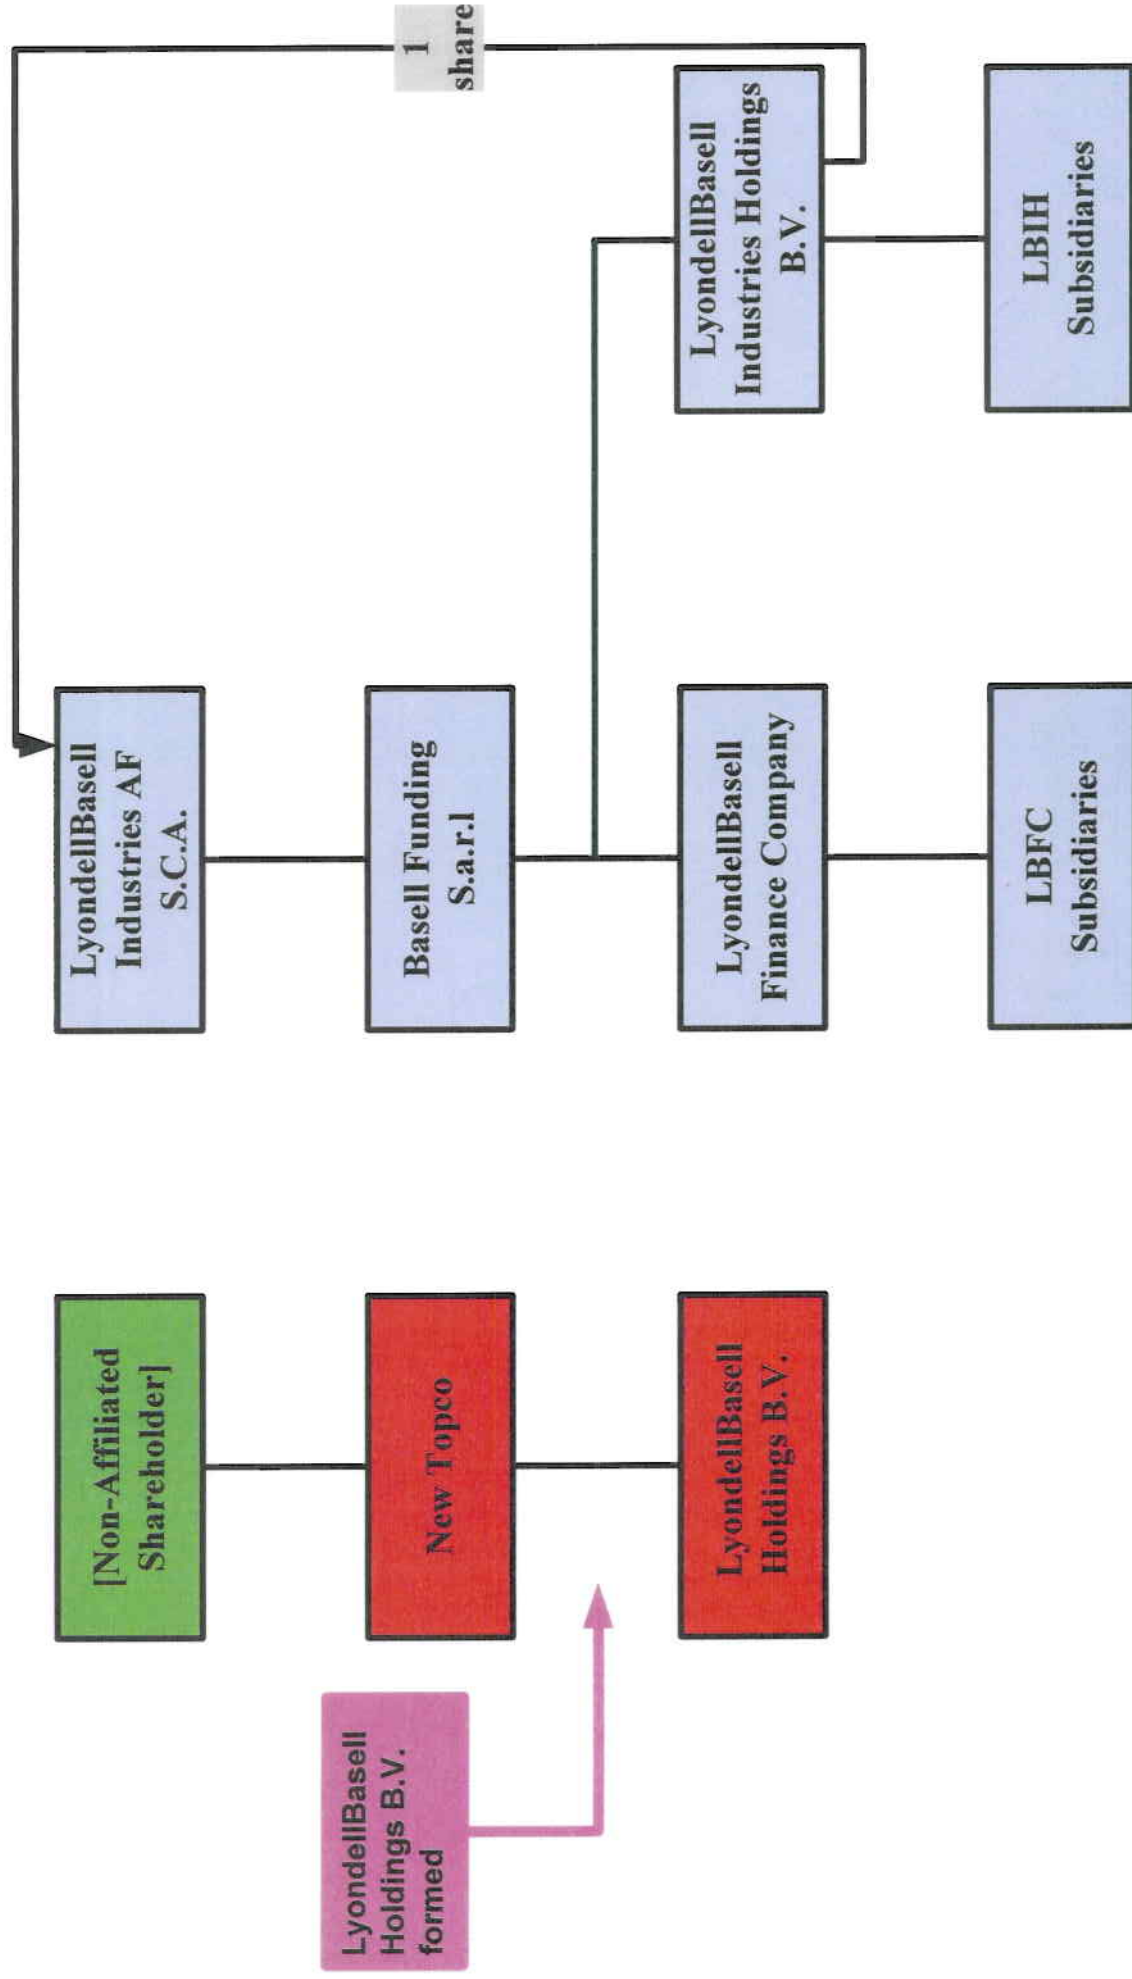 LyondellBasell
Holdings B.V.
formed
[Non-Affiliated
Shareholder]
New Topco
LyondellBasell
Holdings B.V.
LyondellBasell
Industries AF
S.C.A.
Basell Funding
S.a.r.l
LyondellBasell
Finance Company
LBFC
Subsidiaries
1
share
LyondellBasell
Industries Holdings
B.V.
LBIH
Subsidiaries